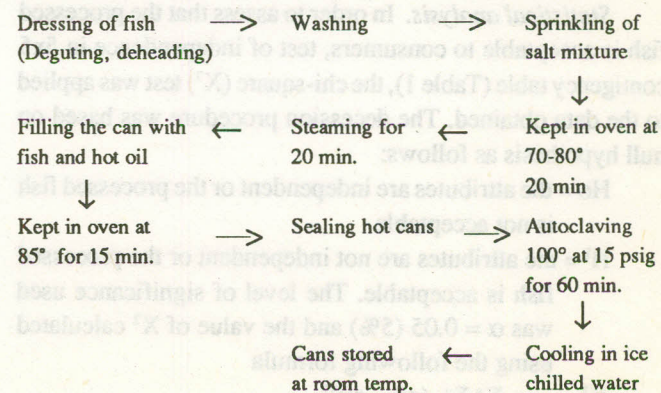 Dressing of fish → Washing → Sprinkling of
(Deguting, deheading) salt mixture
↓
Filling the can with ← Steaming for ← Kept in oven at
fish and hot oil 20 min. 70-80°
20 min
↓
Kept in oven at → Sealing hot cans → Autoclaving
85° for 15 min. 100° at 15 psig
for 60 min.
↓
Cans stored ← Cooling in ice
at room temp. chilled water